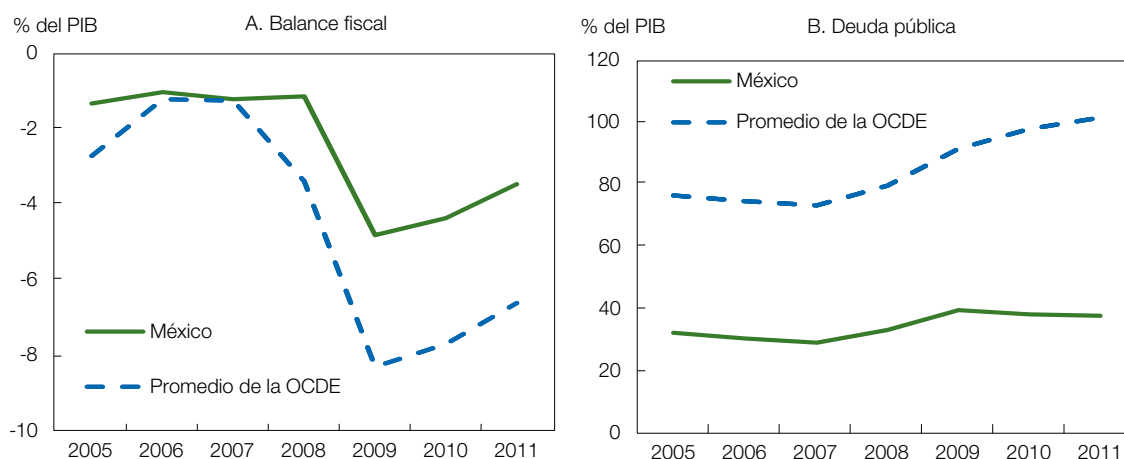 % del PIB
A. Balance fiscal
0
-2
-4
-6
-8
-10
México
Promedio de la OCDE
2005 2006 2007 2008 2009 2010 2011
% del PIB
B. Deuda pública
120
100
80
60
40
20
0
México
Promedio de la OCDE
2005 2006 2007 2008 2009 2010 2011